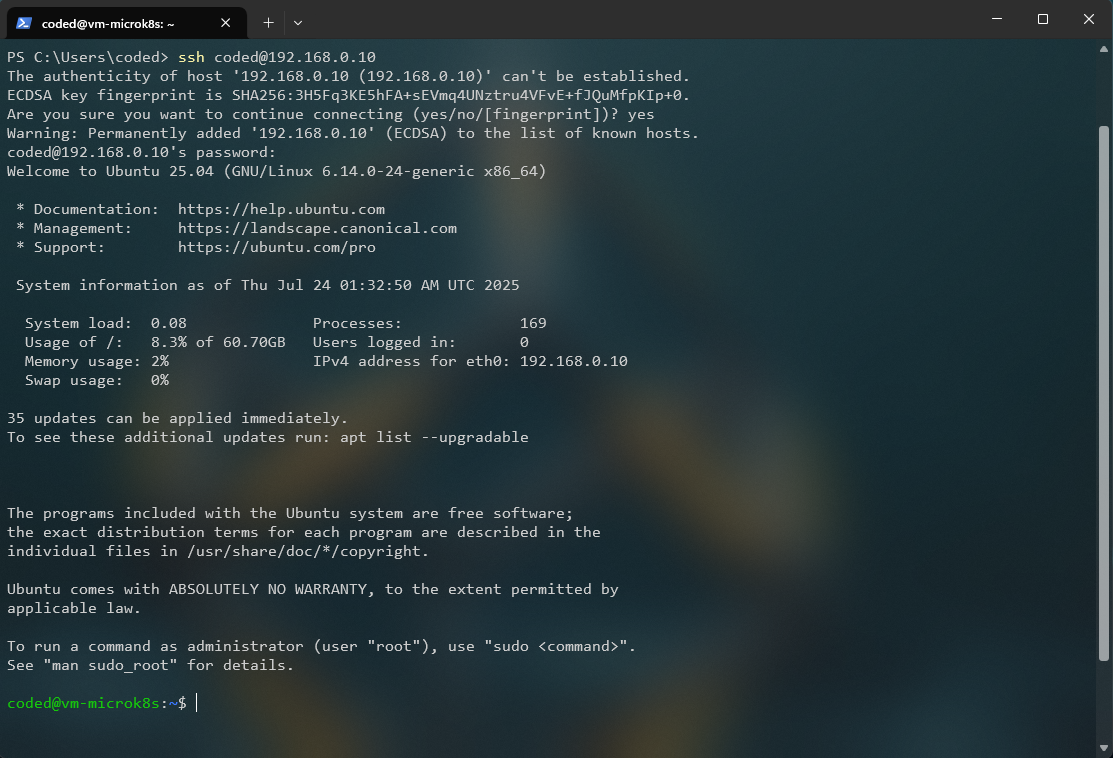 coded@vm-microk8s: ~
PS C:\Users\coded> ssh coded@192.168.0.10
The authenticity of host '192.168.0.10 (192.168.0.10)' can't be established.
ECDSA key fingerprint is SHA256:3H5Fq3KE5hFA+sEVmq4UNztru4VFvE+fJQuMfpKIp+0.
Are you sure you want to continue connecting (yes/no/[fingerprint])? yes
Warning: Permanently added '192.168.0.10' (ECDSA) to the list of known hosts.
coded@192.168.0.10's password:
Welcome to Ubuntu 25.04 (GNU/Linux 6.14.0-24-generic x86_64)

 * Documentation:  https://help.ubuntu.com
 * Management:     https://landscape.canonical.com
 * Support:        https://ubuntu.com/pro

 System information as of Thu Jul 24 01:32:50 AM UTC 2025

  System load:  0.08              Processes:             169
  Usage of /:   8.3% of 60.70GB   Users logged in:       0
  Memory usage: 2%                IPv4 address for eth0: 192.168.0.10
  Swap usage:   0%

35 updates can be applied immediately.
To see these additional updates run: apt list --upgradable

The programs included with the Ubuntu system are free software;
the exact distribution terms for each program are described in the
individual files in /usr/share/doc/*/copyright.

Ubuntu comes with ABSOLUTELY NO WARRANTY, to the extent permitted by
applicable law.

To run a command as administrator (user "root"), use "sudo <command>".
See "man sudo_root" for details.

coded@vm-microk8s:~$